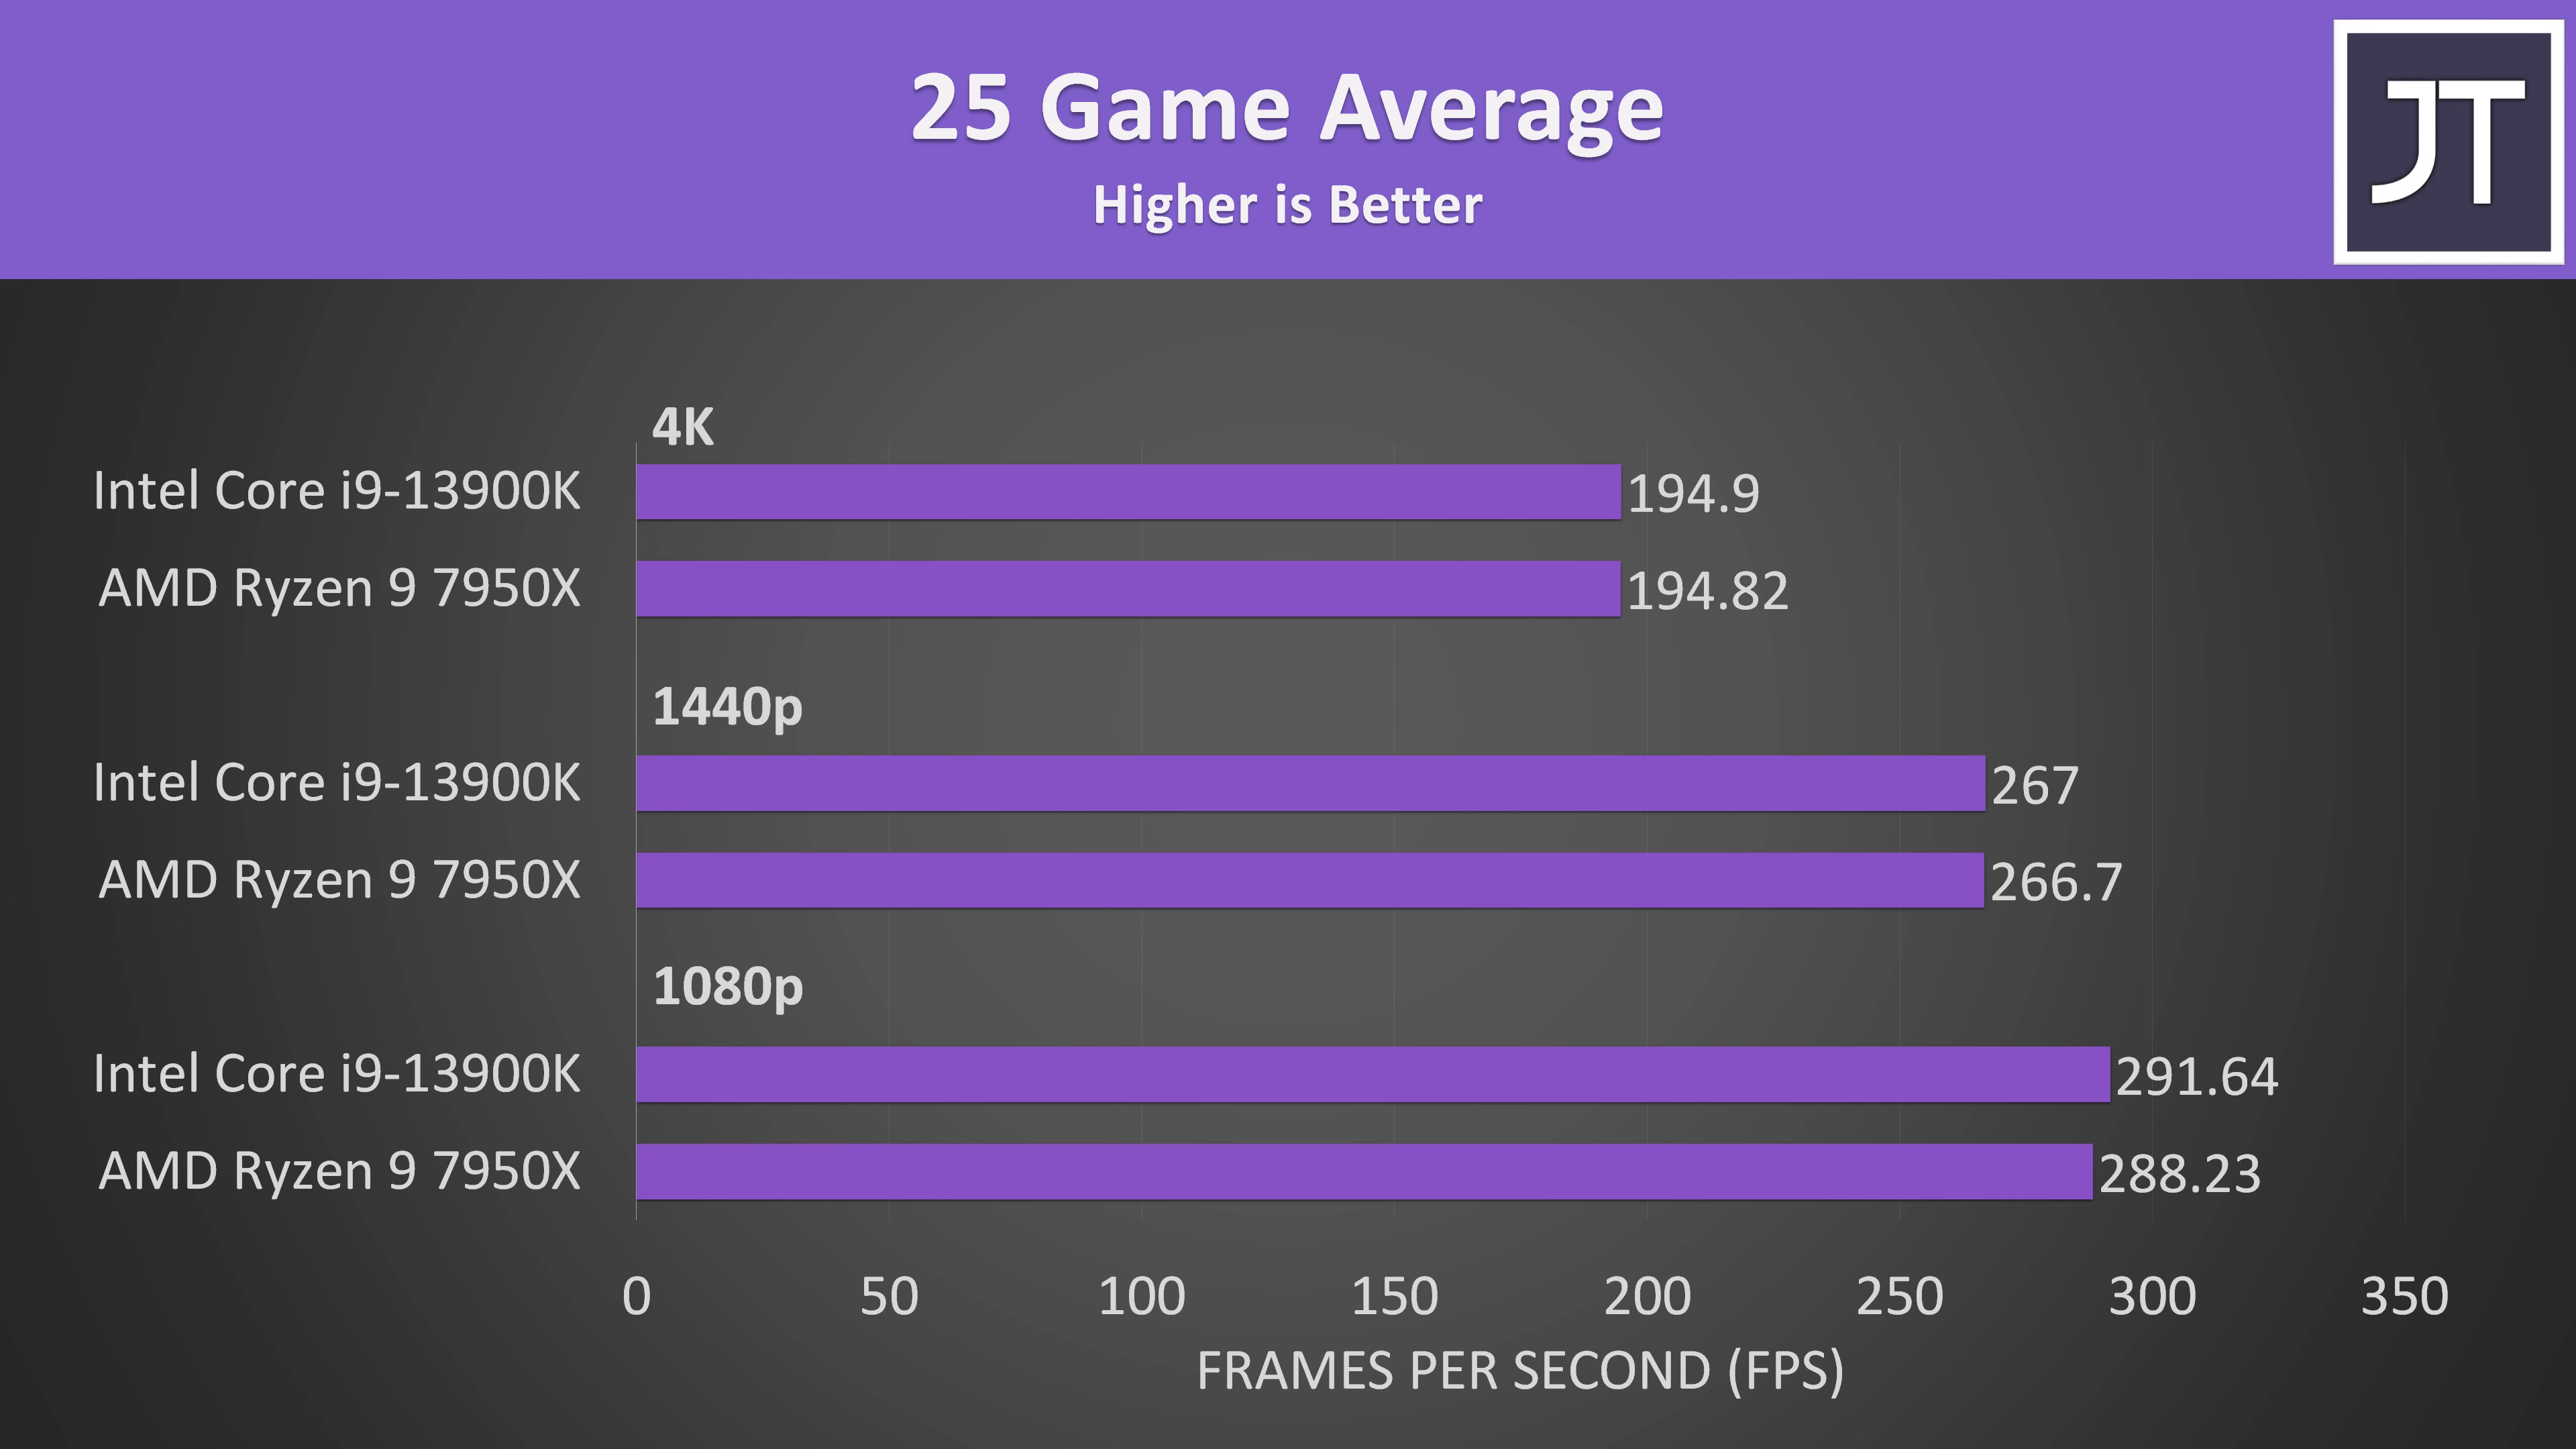 25 Game Average
Higher is Better
JT
4K
Intel Core i9-13900K 194.9
AMD Ryzen 9 7950X 194.82
1440p
Intel Core i9-13900K 267
AMD Ryzen 9 7950X 266.7
1080p
Intel Core i9-13900K 291.64
AMD Ryzen 9 7950X 288.23
0 50 100 150 200 250 300 350
FRAMES PER SECOND (FPS)